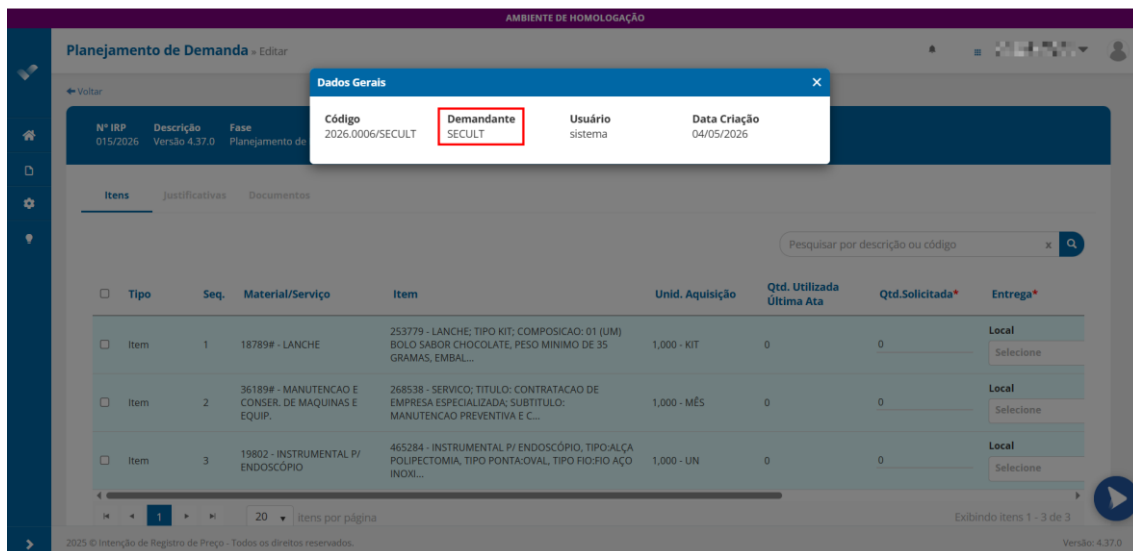 AMBIENTE DE HOMOLOGAÇÃO
Planejamento de Demanda » Editar
Voltar
Dados Gerais X
Código Demandante Usuário Data Criação
2026.0006/SECULT SECULT sistema 04/05/2026
Nº IRP Descrição Fase
015/2026 Versão 4.37.0 Planejamento de
Itens Justificativas Documentos
Pesquisar por descrição ou código x
Tipo Seq. Material/Serviço Item Unid. Aquisição Qtd. Utilizada Última Ata Qtd.Solicitada* Entrega*
Item 1 18789# - LANCHE
253779 - LANCHE; TIPO KIT; COMPOSICAO: 01 (UM)
BOLO SABOR CHOCOLATE, PESO MINIMO DE 35
GRAMAS, EMBAL...
1,000 - KIT 0 0
Local
Selecione
Item 2
36189# - MANUTENCAO E
CONSER. DE MAQUINAS E
EQUIP.
268538 - SERVICO; TITULO: CONTRATACAO DE
EMPRESA ESPECIALIZADA; SUBTITULO:
MANUTENCAO PREVENTIVA E C...
1,000 - MÊS 0 0
Local
Selecione
Item 3
19802 - INSTRUMENTAL P/
ENDOSCÓPIO
465284 - INSTRUMENTAL P/ ENDOSCÓPIO, TIPO:ALÇA
POLIPECTOMIA, TIPO PONTA:OVAL, TIPO FIO:FIO AÇO
INOXI...
1,000 - UN 0 0
Local
Selecione
1 20 itens por página Exibindo itens 1 - 3 de 3
2025 © Intenção de Registro de Preço - Todos os direitos reservados. Versão: 4.37.0